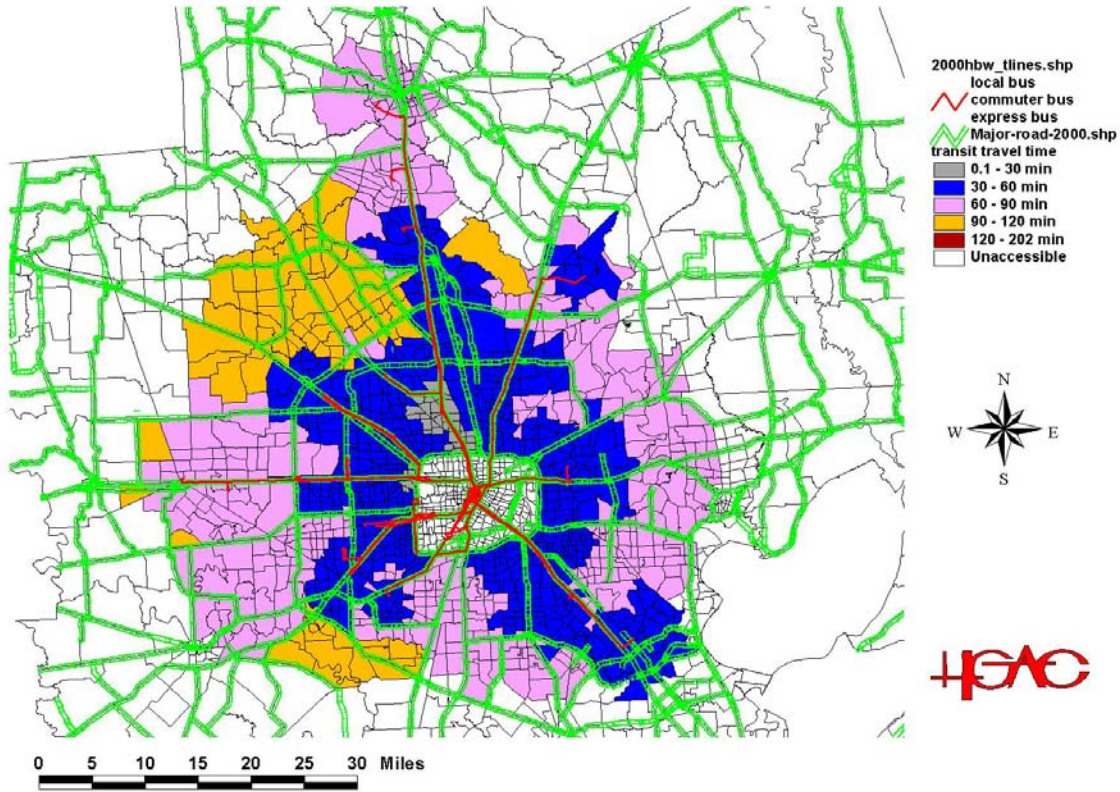 2000hbw_tlines.shp
local bus
commuter bus
express bus
Major-road-2000.shp
transit travel time
0.1 - 30 min
30 - 60 min
60 - 90 min
90 - 120 min
120 - 202 min
Unaccessible
N
W E
S
HGAC
0 5 10 15 20 25 30 Miles